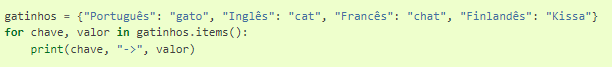 gatinhos = {"Português": "gato", "Inglês": "cat", "Francês": "chat", "Finlandês": "Kissa"}
for chave, valor in gatinhos.items():
    print(chave, "->", valor)